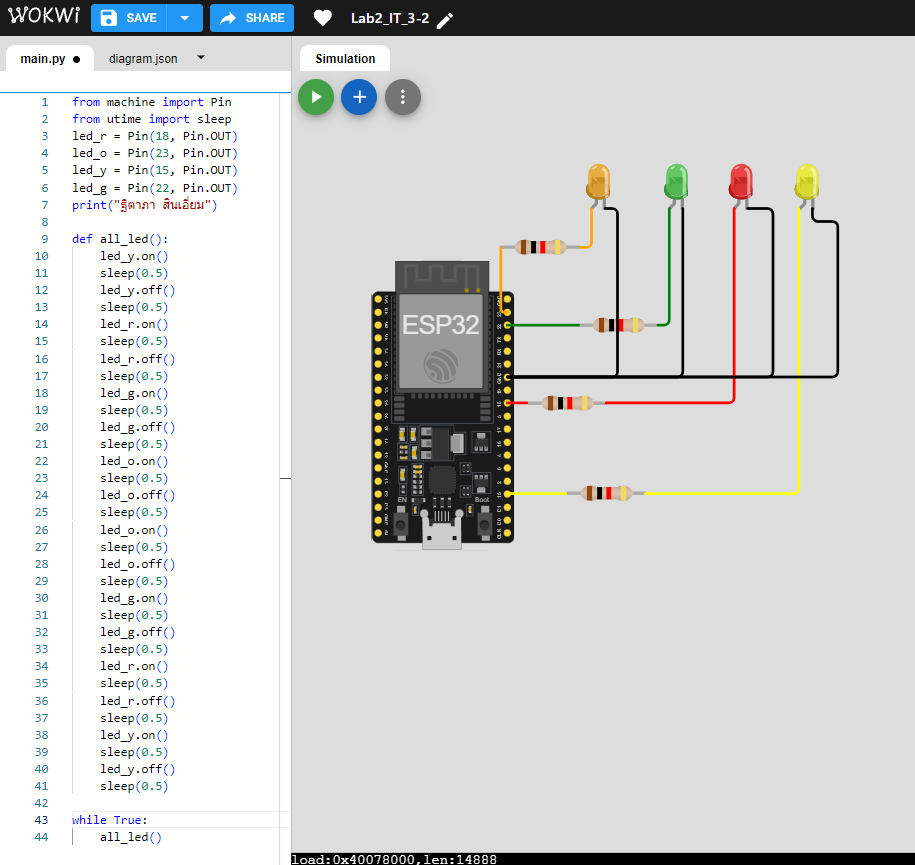 WOKWI SAVE SHARE Lab2_IT_3-2
main.py ● diagram.json
Simulation
1 from machine import Pin
2 from utime import sleep
3 led_r = Pin(18, Pin.OUT)
4 led_o = Pin(23, Pin.OUT)
5 led_y = Pin(15, Pin.OUT)
6 led_g = Pin(22, Pin.OUT)
7 print("ฐิตาภา สินเอี่ยม")
8
9 def all_led():
10 led_y.on()
11 sleep(0.5)
12 led_y.off()
13 sleep(0.5)
14 led_r.on()
15 sleep(0.5)
16 led_r.off()
17 sleep(0.5)
18 led_g.on()
19 sleep(0.5)
20 led_g.off()
21 sleep(0.5)
22 led_o.on()
23 sleep(0.5)
24 led_o.off()
25 sleep(0.5)
26 led_o.on()
27 sleep(0.5)
28 led_o.off()
29 sleep(0.5)
30 led_g.on()
31 sleep(0.5)
32 led_g.off()
33 sleep(0.5)
34 led_r.on()
35 sleep(0.5)
36 led_r.off()
37 sleep(0.5)
38 led_y.on()
39 sleep(0.5)
40 led_y.off()
41 sleep(0.5)
42
43 while True:
44 all_led()
ESP32
EN Boot
load:0x40078000,len:14888